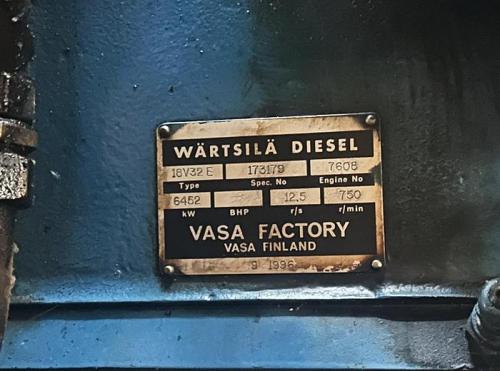 WÄRTSILÄ DIESEL
18V32 E 173179 7608
Type Spec. No Engine No
6452 12.5 750
kW BHP r/s r/min
VASA FACTORY
VASA FINLAND
9 1996